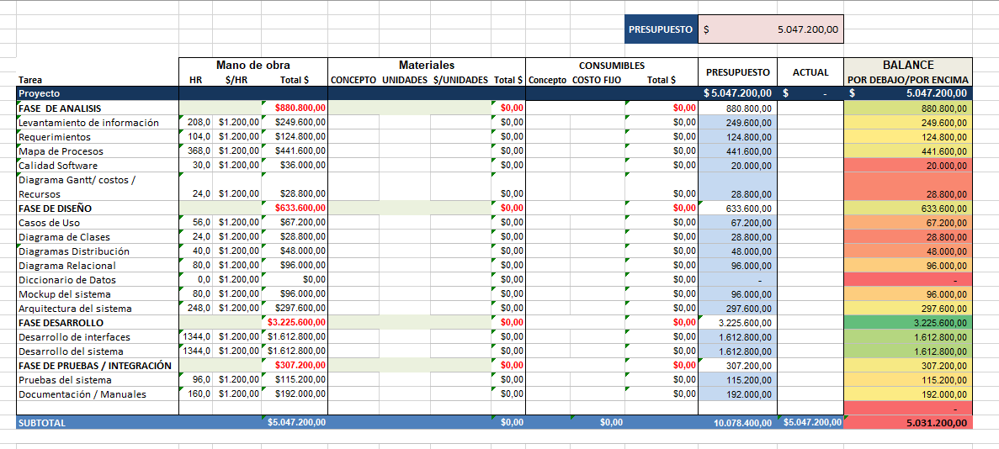 PRESUPUESTO $ 5.047.200,00
Mano de obra Materiales CONSUMIBLES PRESUPUESTO ACTUAL BALANCE
Tarea HR $/HR Total $ CONCEPTO UNIDADES $/UNIDADES Total $ Concepto COSTO FIJO Total $ POR DEBAJO/POR ENCIMA
Proyecto $ 5.047.200,00 $ - $ 5.047.200,00
FASE DE ANALISIS $880.800,00 $0,00 $0,00 880.800,00 880.800,00
Levantamiento de información 208,0 $1.200,00 $249.600,00 $0,00 $0,00 249.600,00 249.600,00
Requerimientos 104,0 $1.200,00 $124.800,00 $0,00 $0,00 124.800,00 124.800,00
Mapa de Procesos 368,0 $1.200,00 $441.600,00 $0,00 $0,00 441.600,00 441.600,00
Calidad Software 30,0 $1.200,00 $36.000,00 $0,00 $0,00 20.000,00 20.000,00
Diagrama Gantt/ costos /
Recursos 24,0 $1.200,00 $28.800,00 $0,00 $0,00 28.800,00 28.800,00
FASE DE DISEÑO $633.600,00 $0,00 $0,00 633.600,00 633.600,00
Casos de Uso 56,0 $1.200,00 $67.200,00 $0,00 $0,00 67.200,00 67.200,00
Diagrama de Clases 24,0 $1.200,00 $28.800,00 $0,00 $0,00 28.800,00 28.800,00
Diagramas Distribución 40,0 $1.200,00 $48.000,00 $0,00 $0,00 48.000,00 48.000,00
Diagrama Relacional 80,0 $1.200,00 $96.000,00 $0,00 $0,00 96.000,00 96.000,00
Diccionario de Datos 0,0 $1.200,00 $0,00 $0,00 $0,00 - -
Mockup del sistema 80,0 $1.200,00 $96.000,00 $0,00 $0,00 96.000,00 96.000,00
Arquitectura del sistema 248,0 $1.200,00 $297.600,00 $0,00 $0,00 297.600,00 297.600,00
FASE DESARROLLO $3.225.600,00 $0,00 $0,00 3.225.600,00 3.225.600,00
Desarrollo de interfaces 1344,0 $1.200,00 $1.612.800,00 $0,00 $0,00 1.612.800,00 1.612.800,00
Desarrollo del sistema 1344,0 $1.200,00 $1.612.800,00 $0,00 $0,00 1.612.800,00 1.612.800,00
FASE DE PRUEBAS / INTEGRACIÓN $307.200,00 $0,00 $0,00 307.200,00 307.200,00
Pruebas del sistema 96,0 $1.200,00 $115.200,00 $0,00 $0,00 115.200,00 115.200,00
Documentación / Manuales 160,0 $1.200,00 $192.000,00 $0,00 $0,00 192.000,00 192.000,00
-
SUBTOTAL $5.047.200,00 $0,00 $0,00 10.078.400,00 $5.047.200,00 5.031.200,00